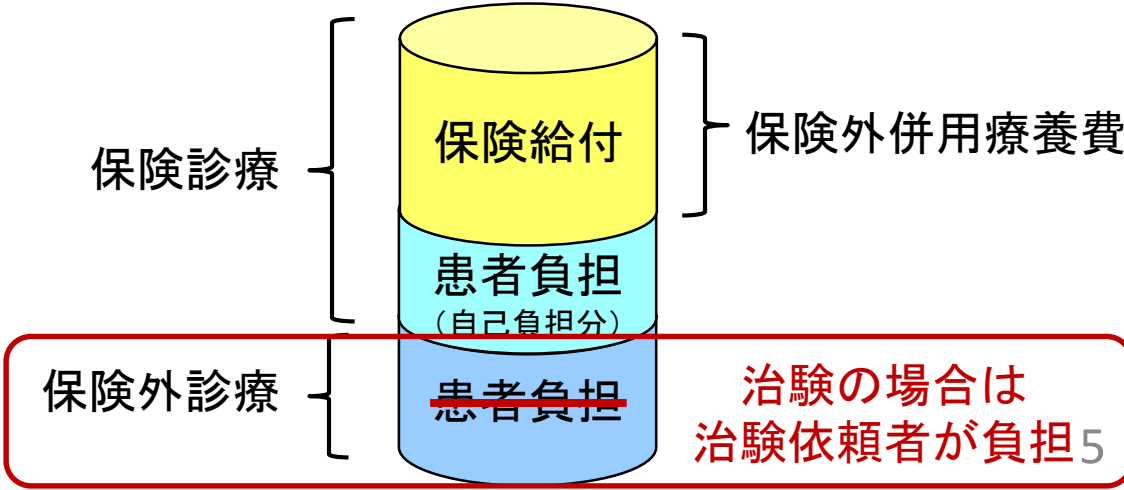 保険給付
保険外併用療養費
保険診療
患者負担
（自己負担分）
保険外診療
患者負担
治験の場合は
治験依頼者が負担
5